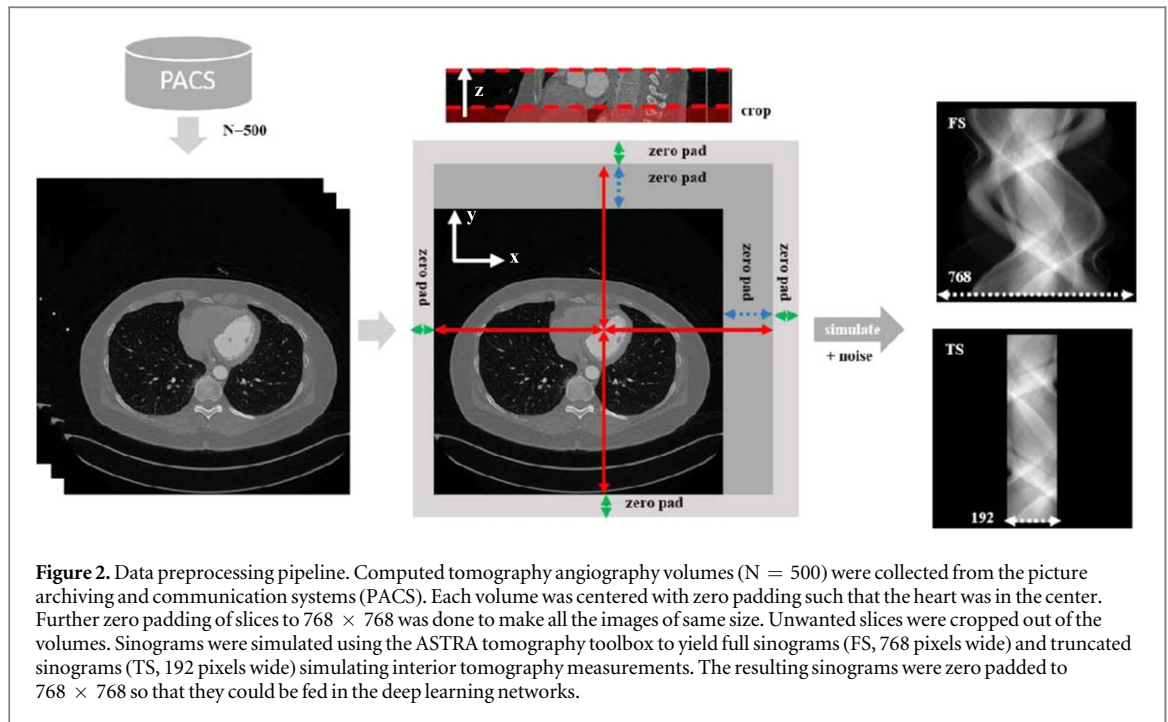 PACS
N–500
z
crop
zero pad
zero pad
y
x
zero pad
zero pad
zero pad
zero pad
simulate
+ noise
FS
768
TS
192
Figure 2. Data preprocessing pipeline. Computed tomography angiography volumes (N = 500) were collected from the picture
archiving and communication systems (PACS). Each volume was centered with zero padding such that the heart was in the center.
Further zero padding of slices to 768 × 768 was done to make all the images of same size. Unwanted slices were cropped out of the
volumes. Sinograms were simulated using the ASTRA tomography toolbox to yield full sinograms (FS, 768 pixels wide) and truncated
sinograms (TS, 192 pixels wide) simulating interior tomography measurements. The resulting sinograms were zero padded to
768 × 768 so that they could be fed in the deep learning networks.